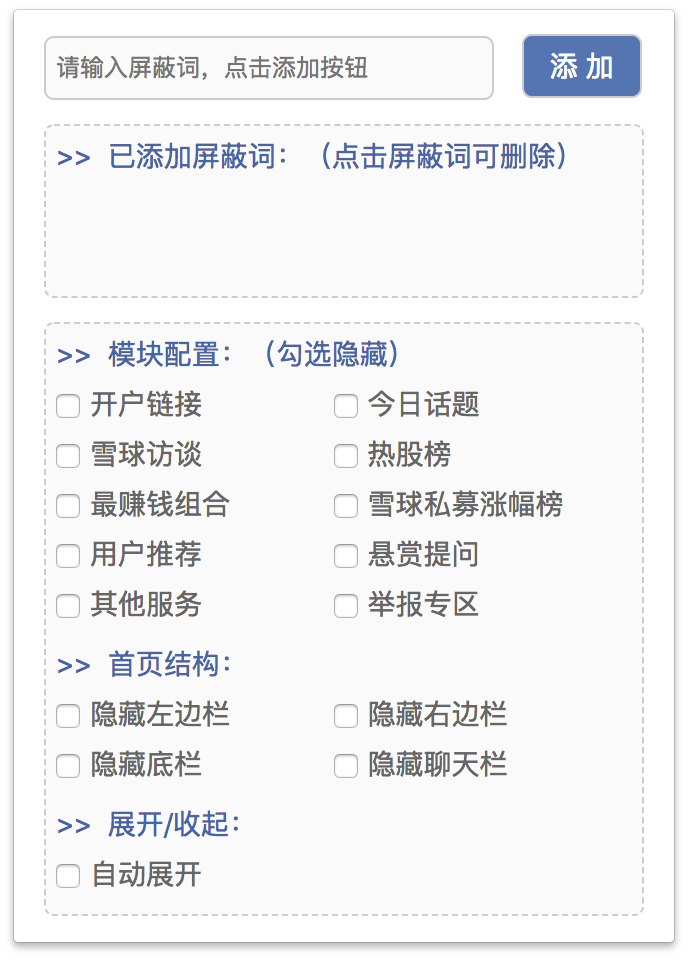 请输入屏蔽词，点击添加按钮 添 加
>> 已添加屏蔽词：（点击屏蔽词可删除）
>> 模块配置：（勾选隐藏）
开户链接 今日话题
雪球访谈 热股榜
最赚钱组合 雪球私募涨幅榜
用户推荐 悬赏提问
其他服务 举报专区
>> 首页结构：
隐藏左边栏 隐藏右边栏
隐藏底栏 隐藏聊天栏
>> 展开/收起：
自动展开